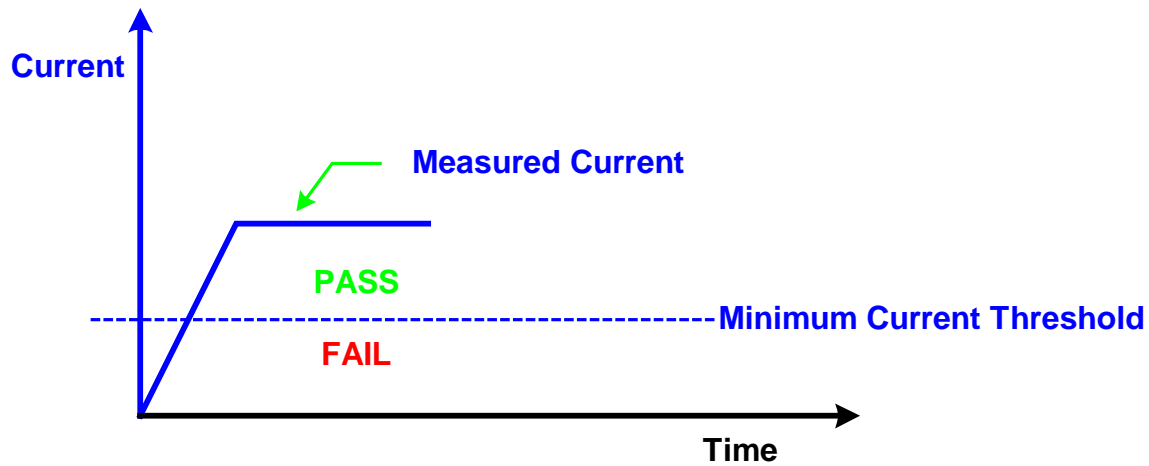 Current
Measured Current
PASS
Minimum Current Threshold
FAIL
Time